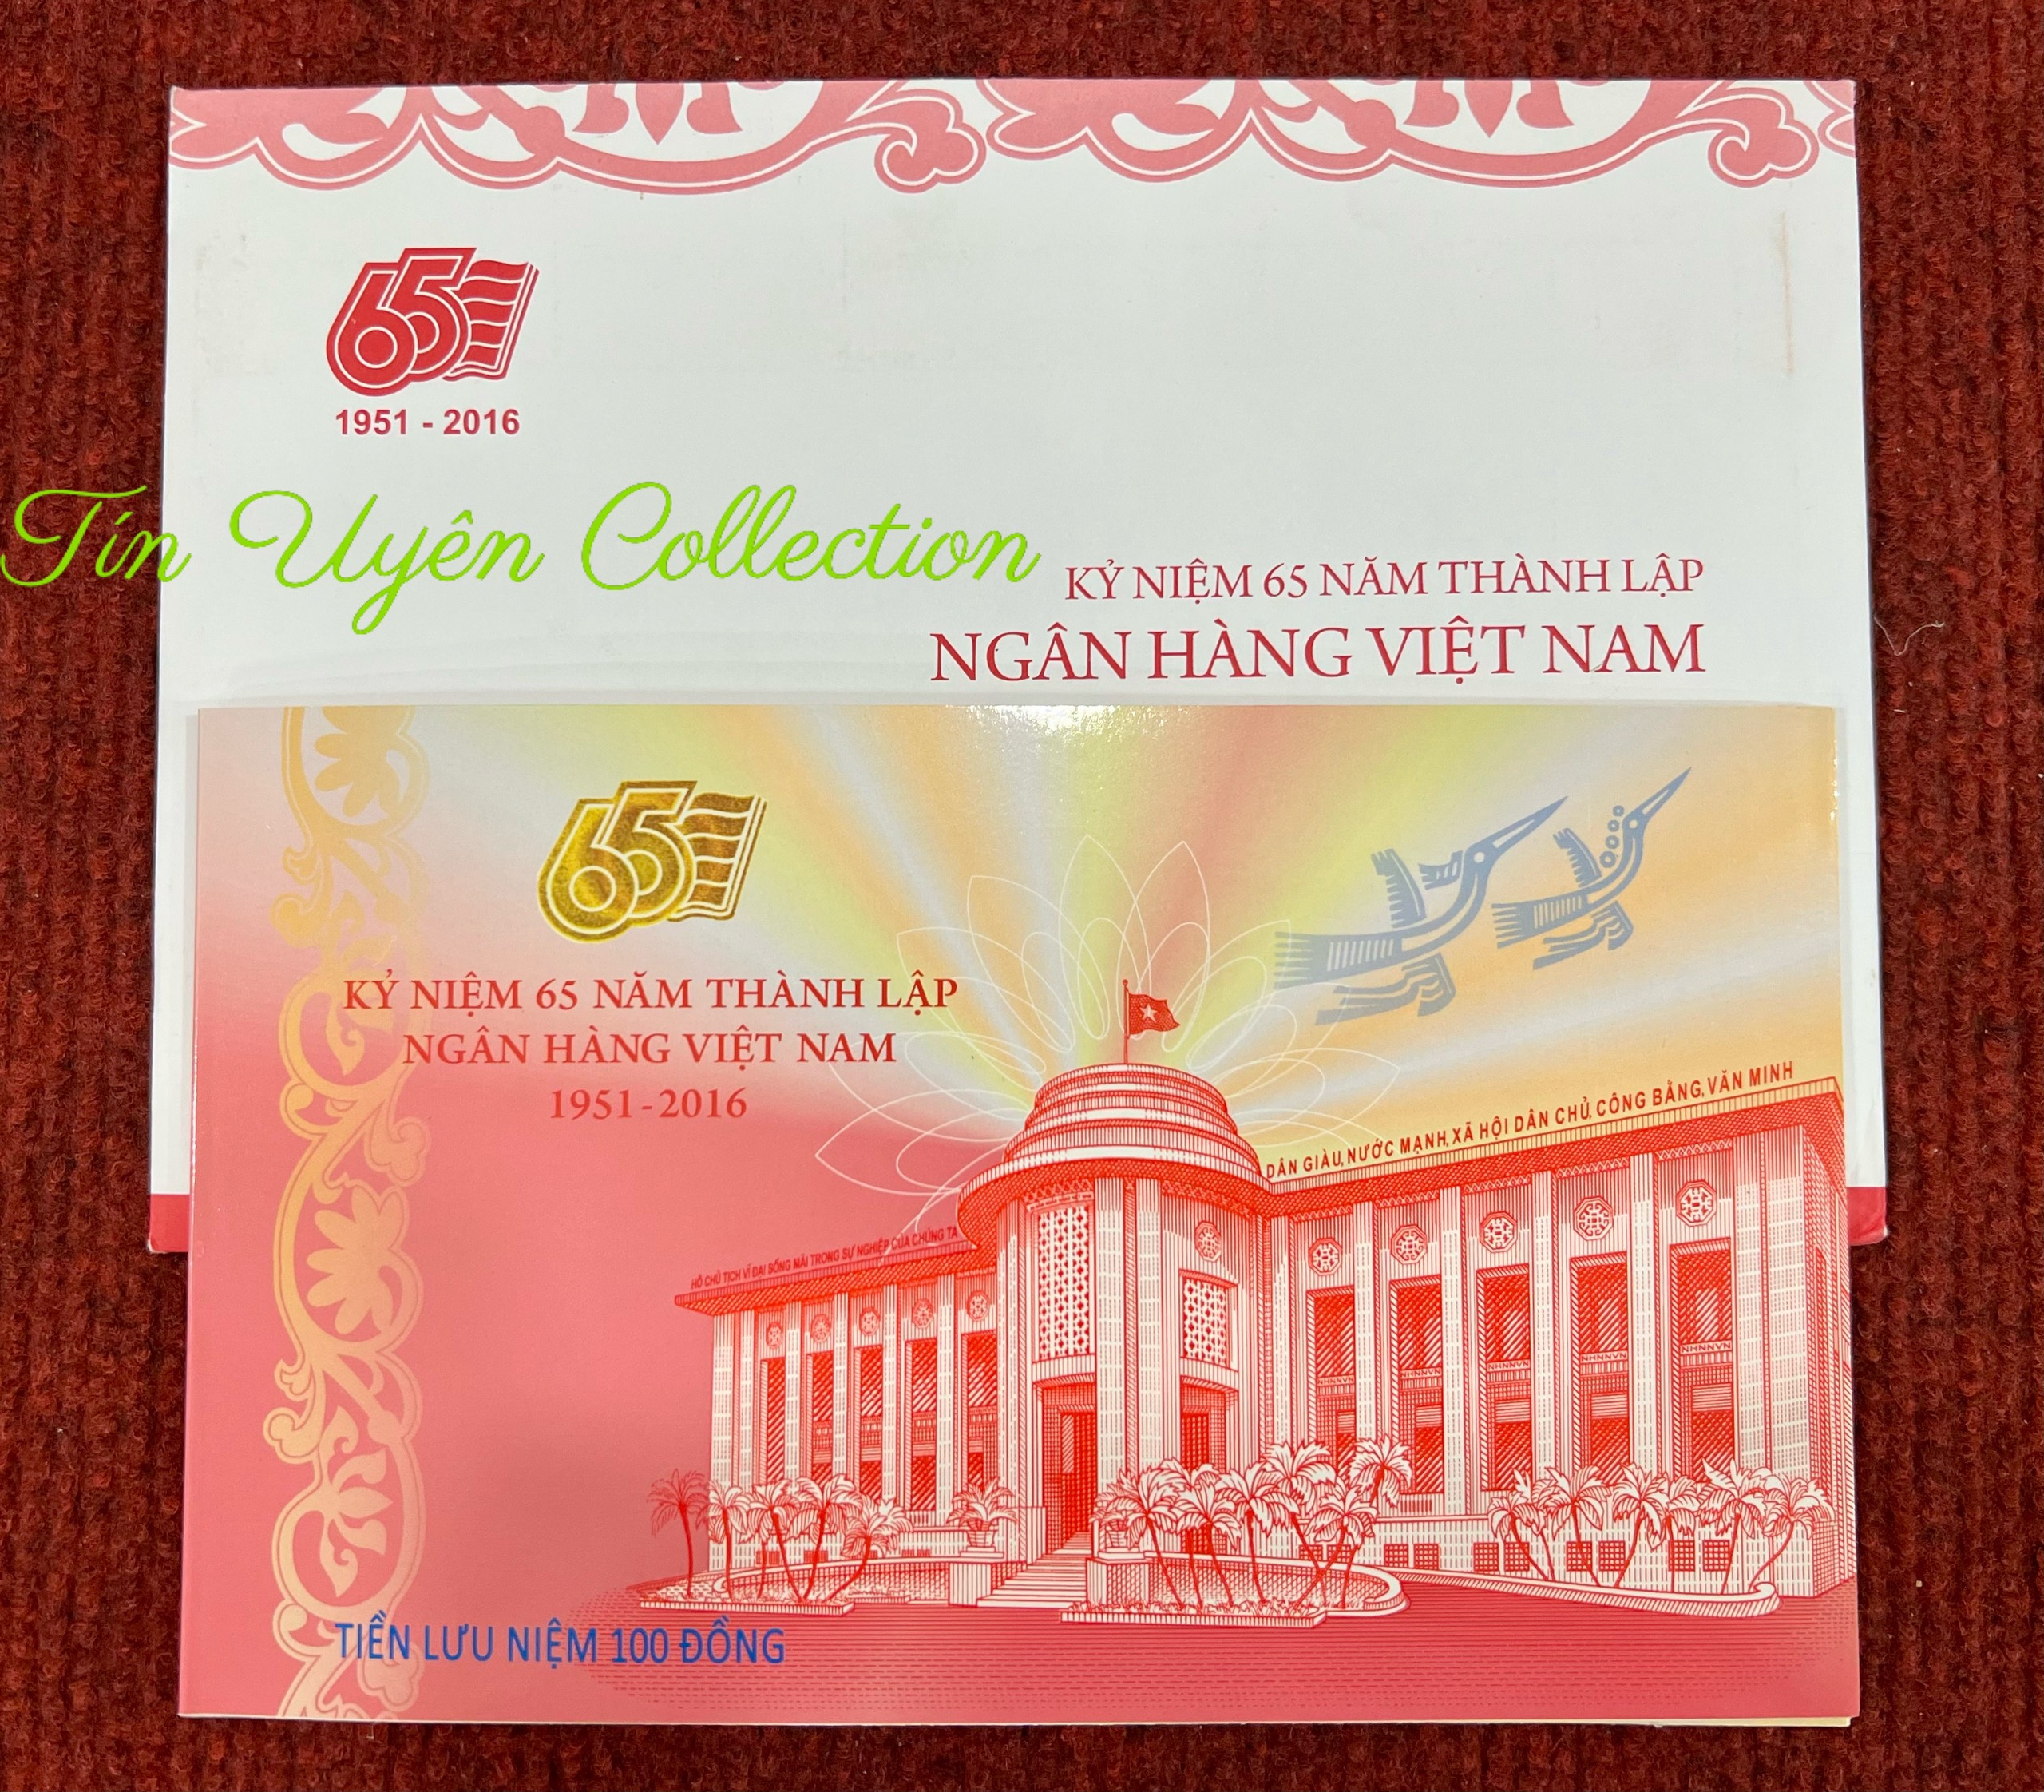 65
1951 - 2016
Tín Uyên Collection
KỶ NIỆM 65 NĂM THÀNH LẬP
NGÂN HÀNG VIỆT NAM
65
KỶ NIỆM 65 NĂM THÀNH LẬP
NGÂN HÀNG VIỆT NAM
1951-2016
DÂN GIÀU, NƯỚC MẠNH, XÃ HỘI DÂN CHỦ, CÔNG BẰNG, VĂN MINH
HỒ CHỦ TỊCH VĨ ĐẠI SỐNG MÃI TRONG SỰ NGHIỆP CỦA CHÚNG TA
NHNNVN NHNNVN NHNNVN
TIỀN LƯU NIỆM 100 ĐỒNG